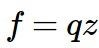 f = qz